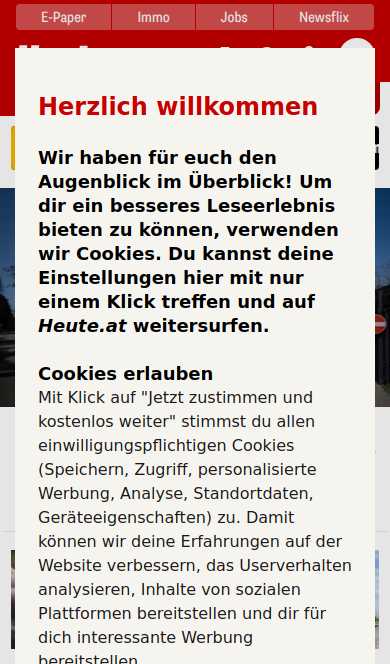 E-Paper Immo Jobs Newsflix
Herzlich willkommen
Wir haben für euch den
Augenblick im Überblick! Um
dir ein besseres Leseerlebnis
bieten zu können, verwenden
wir Cookies. Du kannst deine
Einstellungen hier mit nur
einem Klick treffen und auf
Heute.at weitersurfen.
Cookies erlauben
Mit Klick auf "Jetzt zustimmen und
kostenlos weiter" stimmst du allen
einwilligungspflichtigen Cookies
(Speichern, Zugriff, personalisierte
Werbung, Analyse, Standortdaten,
Geräteeigenschaften) zu. Damit
können wir deine Erfahrungen auf der
Website verbessern, das Userverhalten
analysieren, Inhalte von sozialen
Plattformen bereitstellen und dir für
dich interessante Werbung
bereitstellen